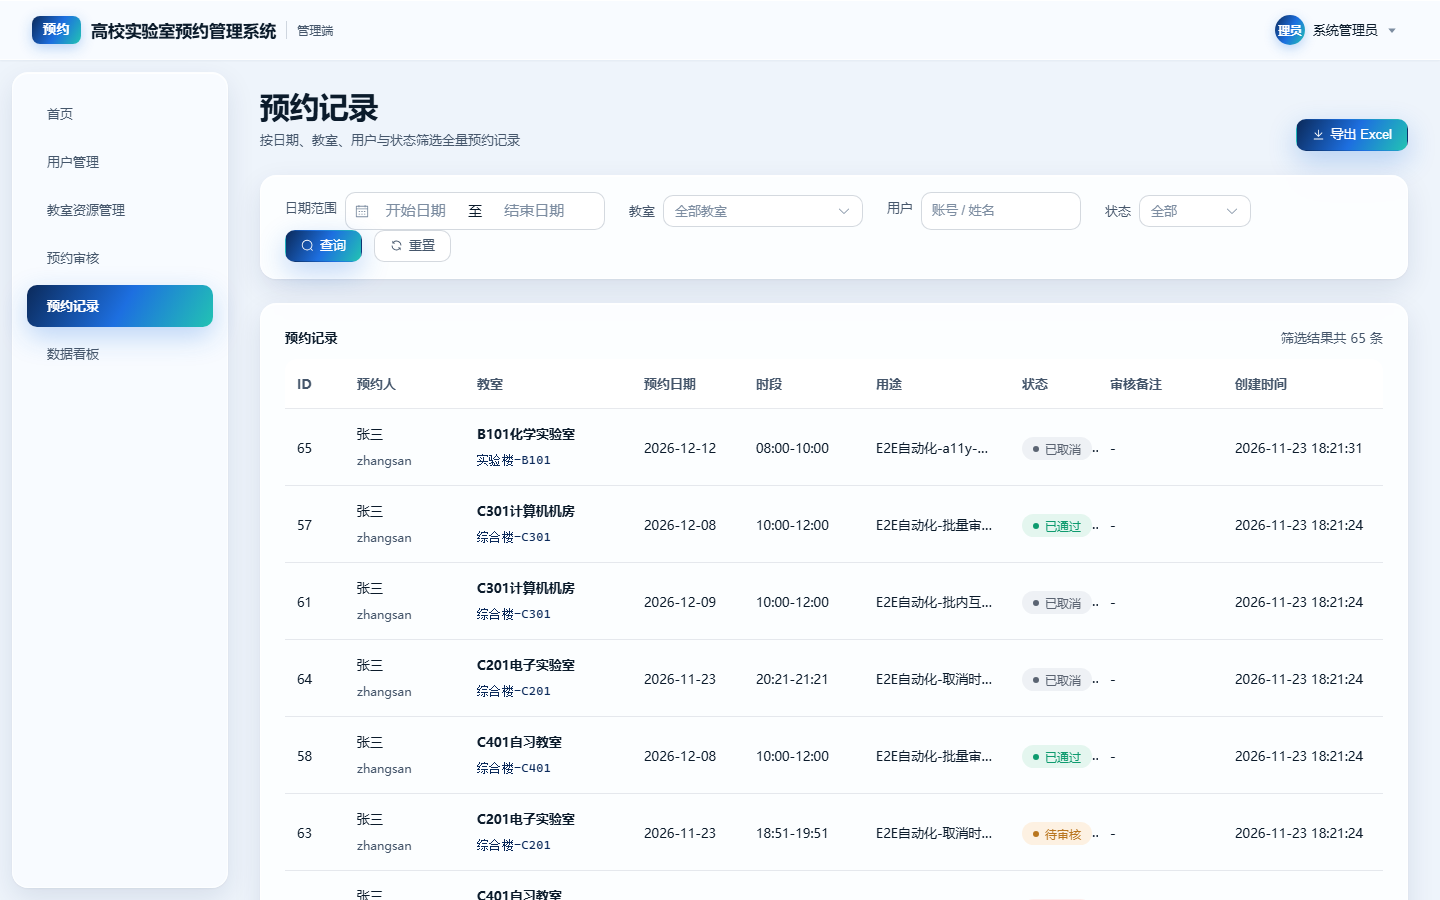 预约 高校实验室预约管理系统 管理端
理员 系统管理员
首页
用户管理
教室资源管理
预约审核
预约记录
数据看板
预约记录
按日期、教室、用户与状态筛选全量预约记录
导出 Excel
日期范围 开始日期 至 结束日期 教室 全部教室 用户 账号 / 姓名 状态 全部
查询 重置
预约记录 筛选结果共 65 条
ID 预约人 教室 预约日期 时段 用途 状态 审核备注 创建时间
65 张三 zhangsan B101化学实验室 实验楼-B101 2026-12-12 08:00-10:00 E2E自动化-a11y-... 已取消 .. - 2026-11-23 18:21:31
57 张三 zhangsan C301计算机机房 综合楼-C301 2026-12-08 10:00-12:00 E2E自动化-批量审... 已通过 .. - 2026-11-23 18:21:24
61 张三 zhangsan C301计算机机房 综合楼-C301 2026-12-09 10:00-12:00 E2E自动化-批内互... 已取消 .. - 2026-11-23 18:21:24
64 张三 zhangsan C201电子实验室 综合楼-C201 2026-11-23 20:21-21:21 E2E自动化-取消时... 已取消 .. - 2026-11-23 18:21:24
58 张三 zhangsan C401自习教室 综合楼-C401 2026-12-08 10:00-12:00 E2E自动化-批量审... 已通过 .. - 2026-11-23 18:21:24
63 张三 zhangsan C201电子实验室 综合楼-C201 2026-11-23 18:51-19:51 E2E自动化-取消时... 待审核 .. - 2026-11-23 18:21:24
张三 C401自习教室